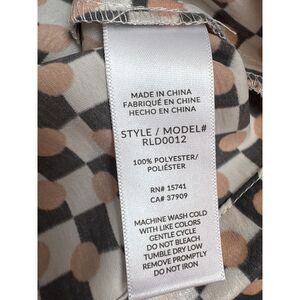 MADE IN CHINA
FABRIQUÉ EN CHINE
HECHO EN CHINA
STYLE / MODEL#
RLD0012
100% POLYESTER/
POLIÉSTER
RN# 15741
CA# 37909
MACHINE WASH COLD
WITH LIKE COLORS
GENTLE CYCLE
DO NOT BLEACH
TUMBLE DRY LOW
REMOVE PROMPTLY
DO NOT IRON